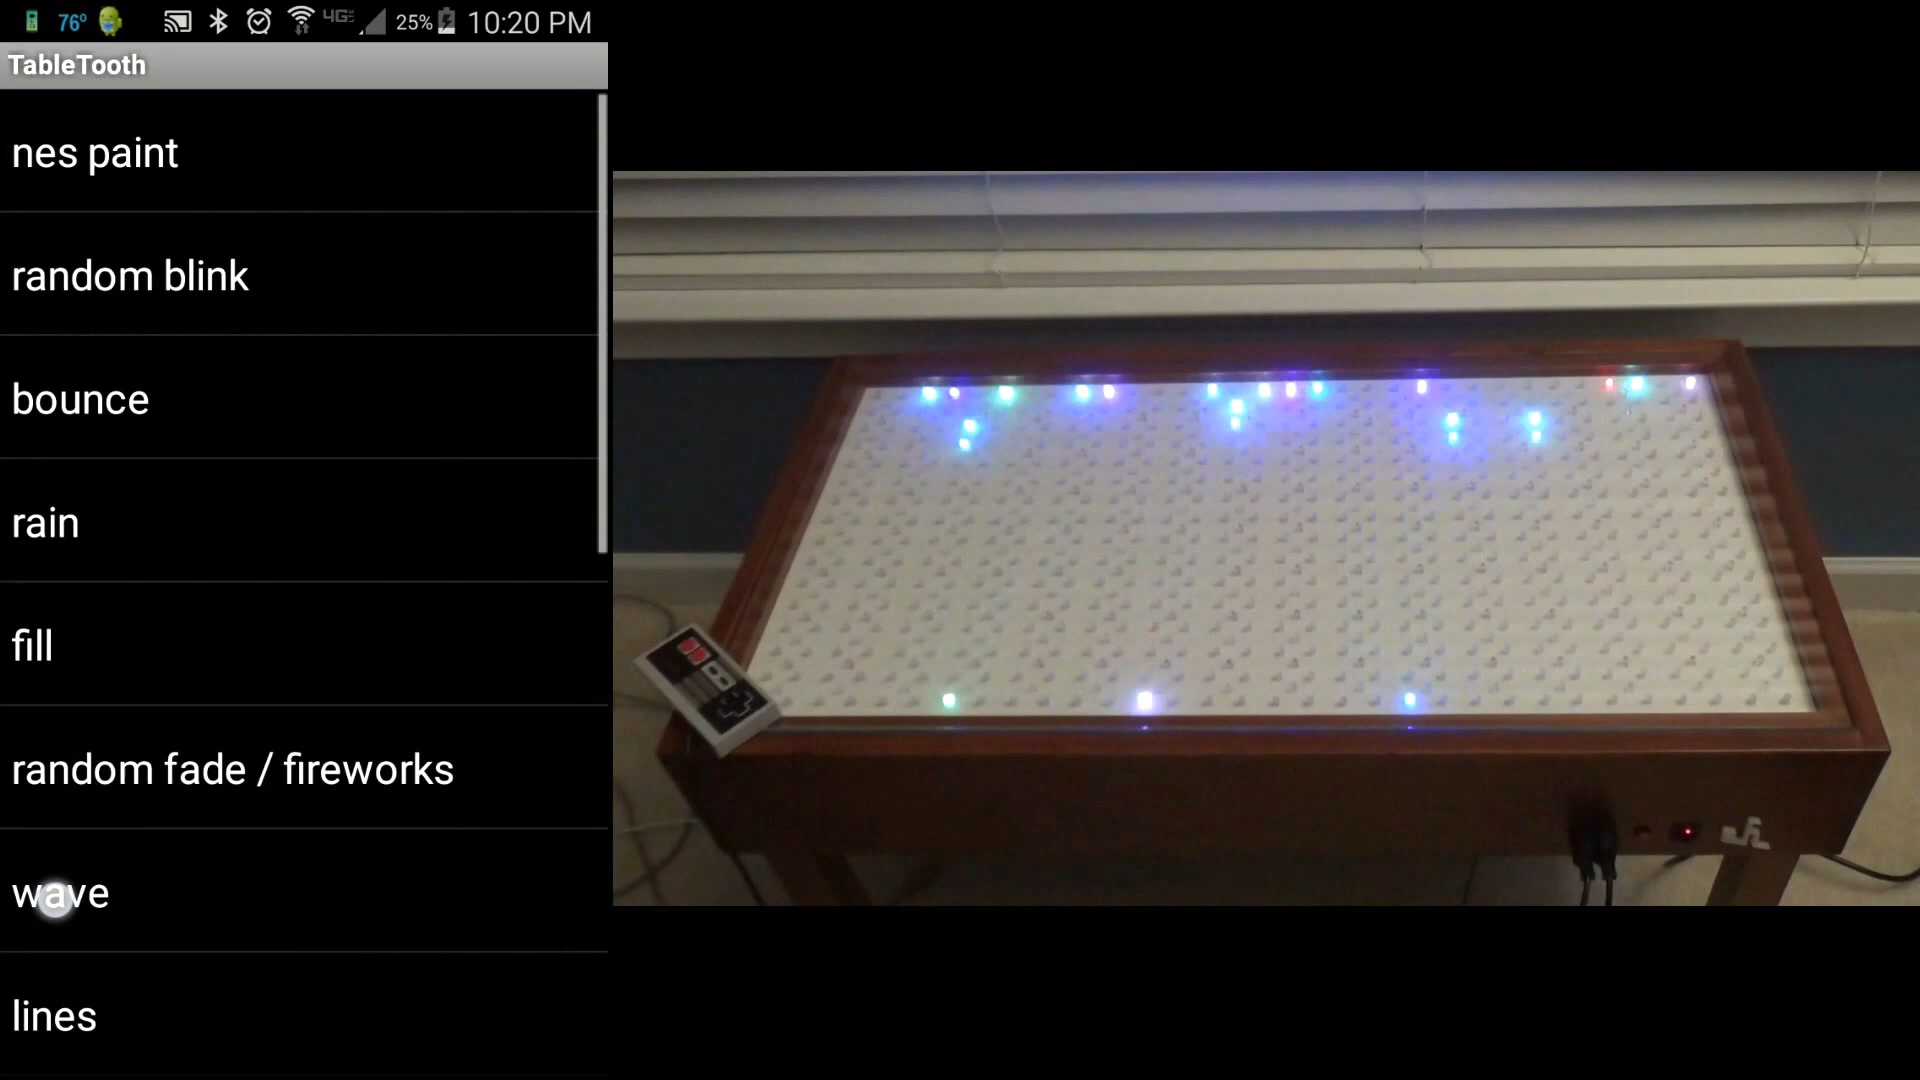 76° 4G 25% 10:20 PM
TableTooth
nes paint
random blink
bounce
rain
fill
random fade / fireworks
wave
lines